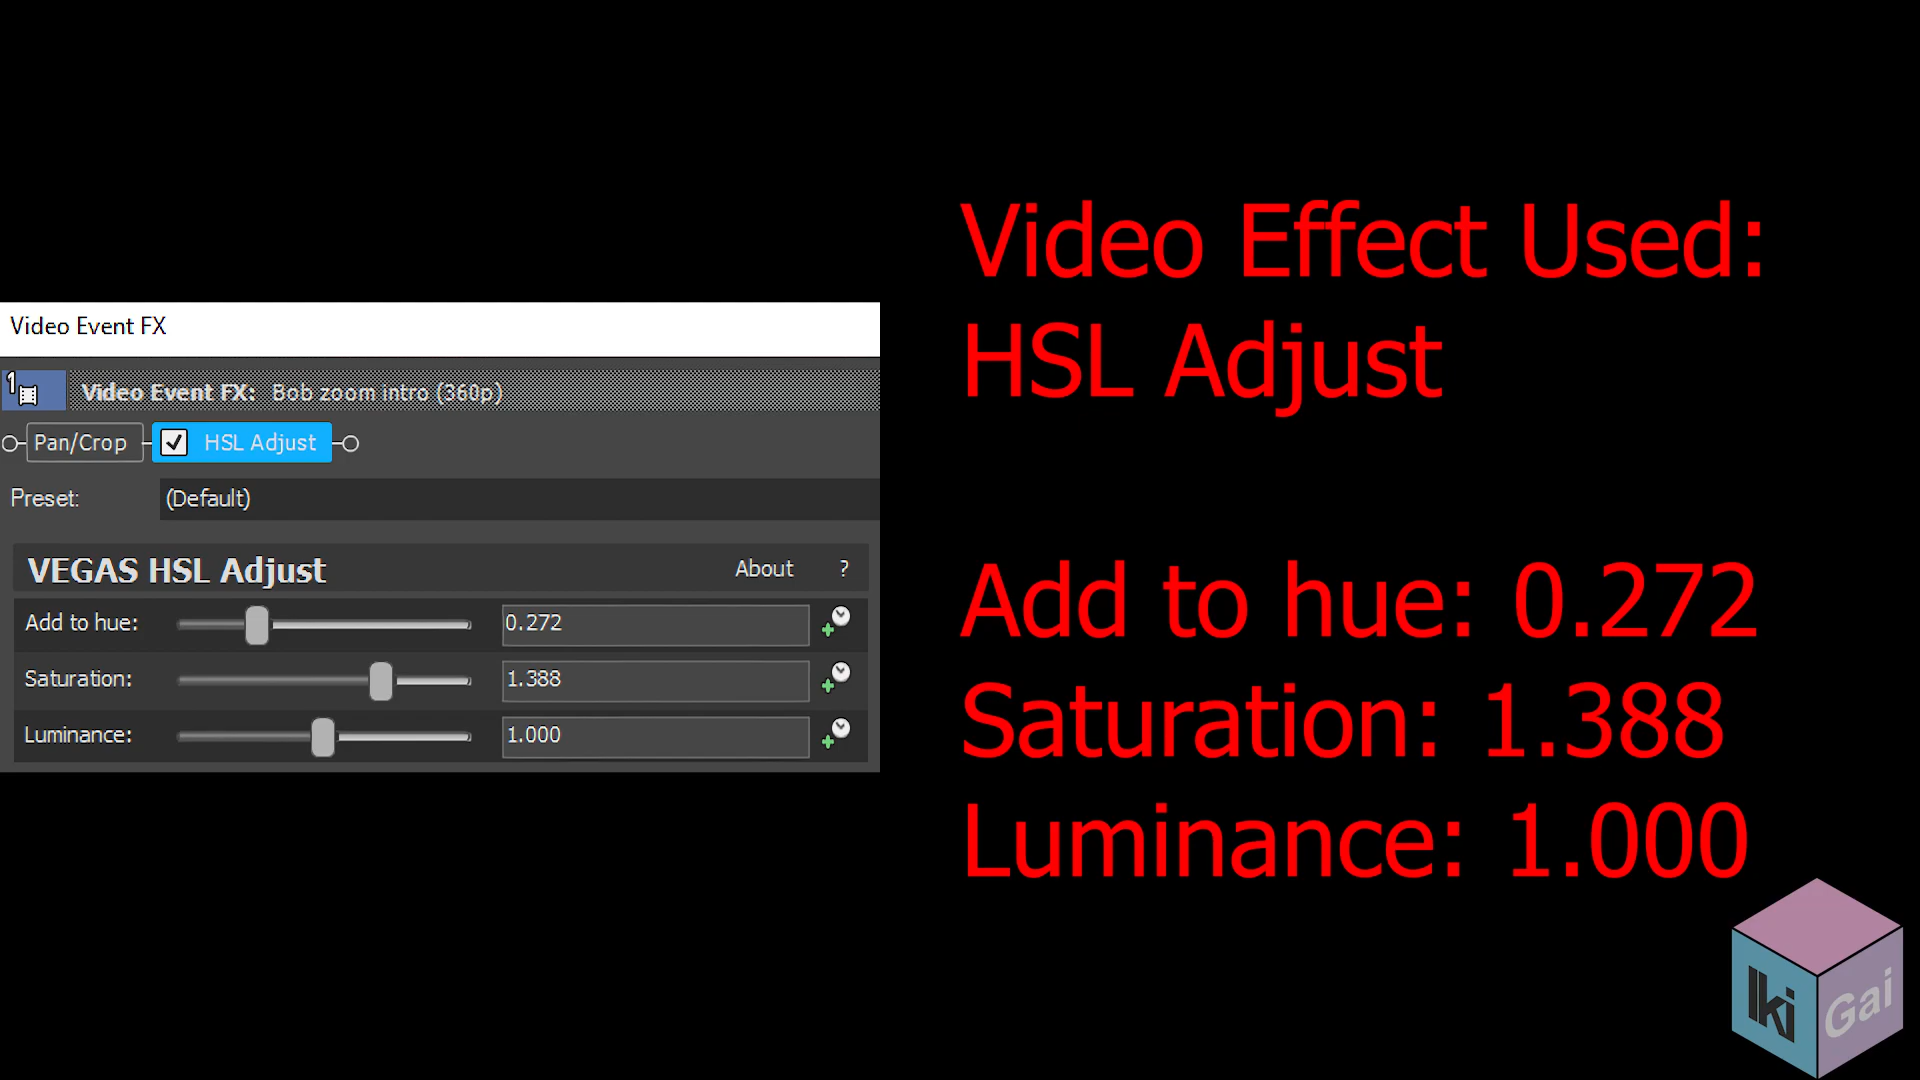 Video Event FX
1
Video Event FX: Bob zoom intro (360p)
Pan/Crop
HSL Adjust
Preset: (Default)
VEGAS HSL Adjust About ?
Add to hue: 0.272
Saturation: 1.388
Luminance: 1.000
Video Effect Used:
HSL Adjust
Add to hue: 0.272
Saturation: 1.388
Luminance: 1.000
Iki Gai